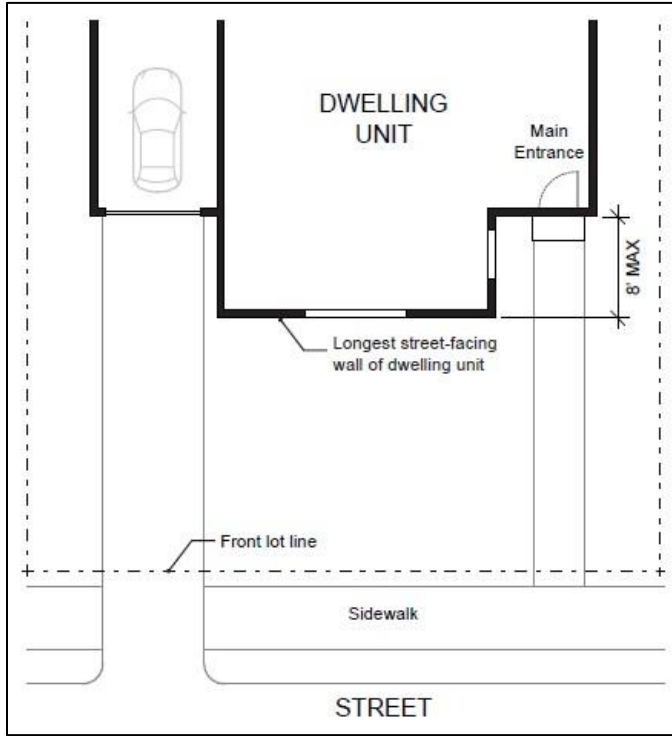 DWELLING
UNIT
Main
Entrance
8' MAX
Longest street-facing
wall of dwelling unit
Front lot line
Sidewalk
STREET